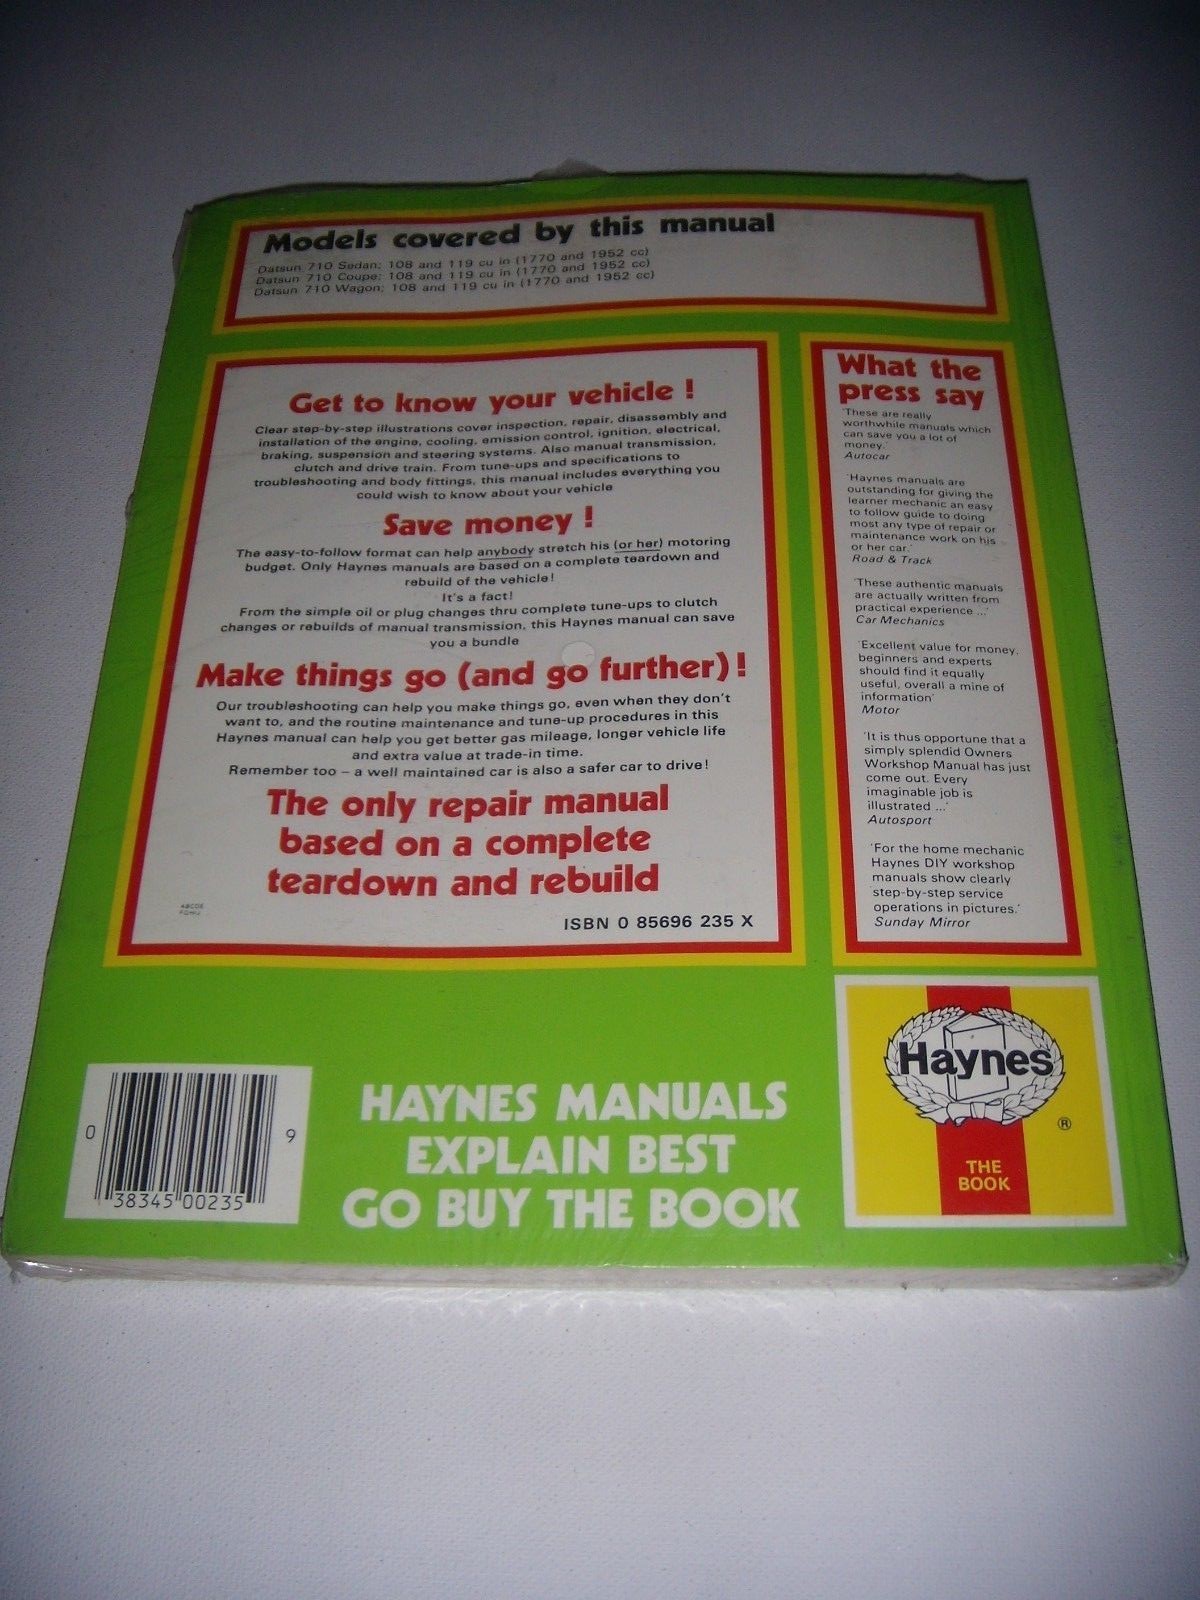 Models covered by this manual
Datsun 710 Sedan; 108 and 119 cu in (1770 and 1952 cc)
Datsun 710 Coupe; 108 and 119 cu in (1770 and 1952 cc)
Datsun 710 Wagon; 108 and 119 cu in (1770 and 1952 cc)
Get to know your vehicle !
Clear step-by-step illustrations cover inspection, repair, disassembly and
installation of the engine, cooling, emission control, ignition, electrical,
braking, suspension and steering systems. Also manual transmission,
clutch and drive train. From tune-ups and specifications to
troubleshooting and body fittings, this manual includes everything you
could wish to know about your vehicle
Save money !
The easy-to-follow format can help anybody stretch his (or her) motoring
budget. Only Haynes manuals are based on a complete teardown and
rebuild of the vehicle!
It's a fact!
From the simple oil or plug changes thru complete tune-ups to clutch
changes or rebuilds of manual transmission, this Haynes manual can save
you a bundle
Make things go (and go further) !
Our troubleshooting can help you make things go, even when they don't
want to, and the routine maintenance and tune-up procedures in this
Haynes manual can help you get better gas mileage, longer vehicle life
and extra value at trade-in time.
Remember too – a well maintained car is also a safer car to drive!
The only repair manual
based on a complete
teardown and rebuild
ABCDE
FGHIJ
ISBN 0 85696 235 X
What the
press say
'These are really
worthwhile manuals which
can save you a lot of
money.'
Autocar
'Haynes manuals are
outstanding for giving the
learner mechanic an easy
to follow guide to doing
most any type of repair or
maintenance work on his
or her car.'
Road & Track
'These authentic manuals
are actually written from
practical experience ...'
Car Mechanics
'Excellent value for money,
beginners and experts
should find it equally
useful, overall a mine of
information'
Motor
'It is thus opportune that a
simply splendid Owners
Workshop Manual has just
come out. Every
imaginable job is
illustrated ...'
Autosport
'For the home mechanic
Haynes DIY workshop
manuals show clearly
step-by-step service
operations in pictures.'
Sunday Mirror
0 38345 00235 9
HAYNES MANUALS
EXPLAIN BEST
GO BUY THE BOOK
Haynes
®
THE
BOOK